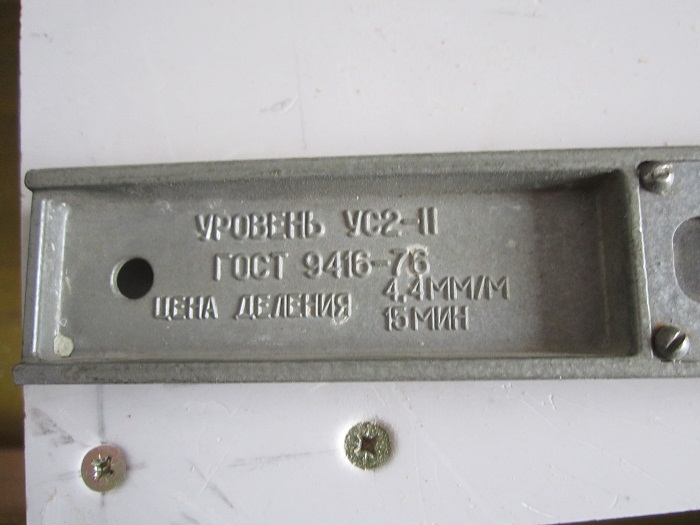 УРОВЕНЬ УС2-II
ГОСТ 9416-76
ЦЕНА ДЕЛЕНИЯ 4,4ММ/М
15МИН